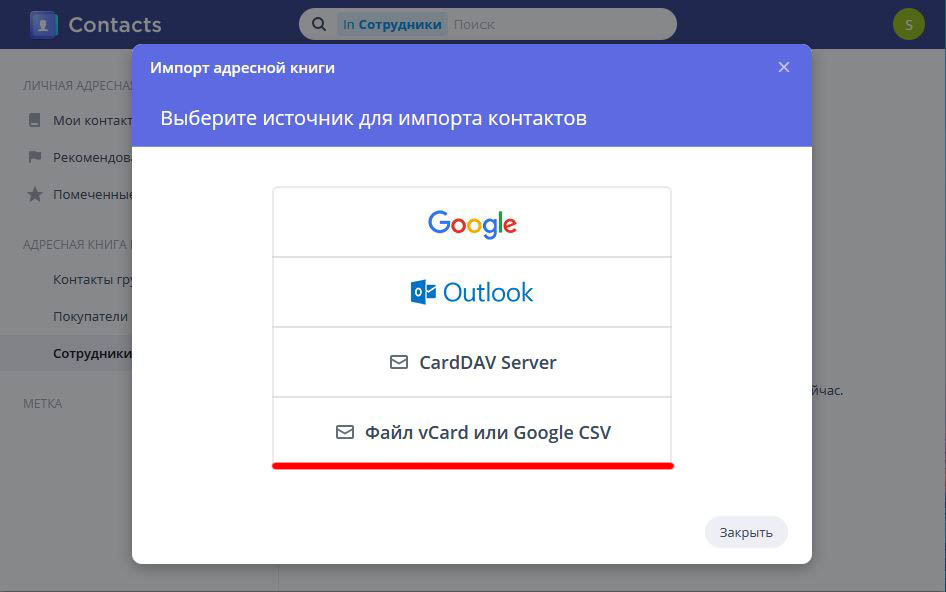 Contacts
In Сотрудники Поиск
S
Импорт адресной книги
Выберите источник для импорта контактов
ЛИЧНАЯ АДРЕСНА
Мои контакт
Рекомендова
Помеченные
АДРЕСНАЯ КНИГА
Контакты гру
Покупатели
Сотрудники
МЕТКА
Google
Outlook
CardDAV Server
Файл vCard или Google CSV
йчас.
Закрыть